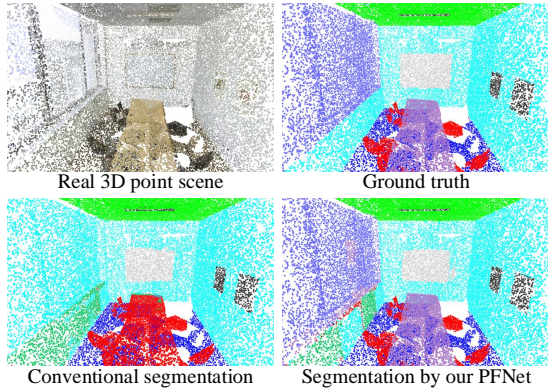 Real 3D point scene
Ground truth
Conventional segmentation
Segmentation by our PFNet